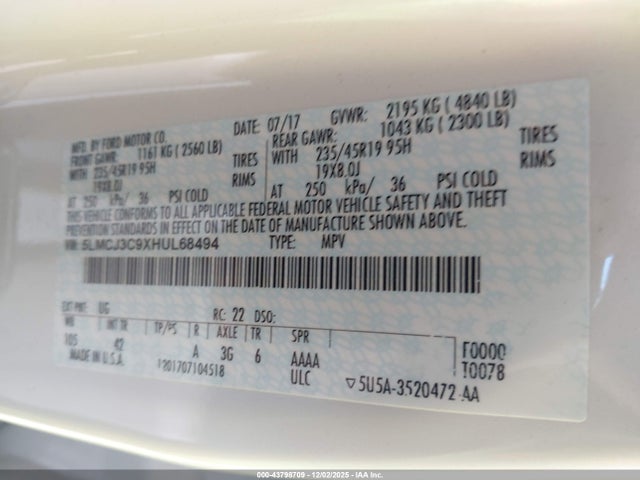 MFG. BY FORD MOTOR CO.
DATE: 07/17 GVWR: 2195 KG ( 4840 LB)
FRONT GAWR: 1161 KG ( 2560 LB)
REAR GAWR: 1043 KG ( 2300 LB)
WITH 235/45R19 95H TIRES
WITH 235/45R19 95H TIRES
19X8.0J RIMS
19X8.0J RIMS
AT 250 kPa/ 36 PSI COLD
AT 250 kPa/ 36 PSI COLD
THIS VEHICLE CONFORMS TO ALL APPLICABLE FEDERAL MOTOR VEHICLE SAFETY AND THEFT
PREVENTION STANDARDS IN EFFECT ON THE DATE OF MANUFACTURE SHOWN ABOVE.
VIN: 5LMCJ3C9XHUL68494 TYPE: MPV
EXT PNT: UG RC: 22 DSO:
WB INT TR TP/PS R AXLE TR SPR
105 42 A 3G 6 AAAA F0000
MADE IN U.S.A. 1201707104518 ULC T0078
▽5U5A-3520472-AA
000-43798709 - 12/02/2025 - IAA Inc.